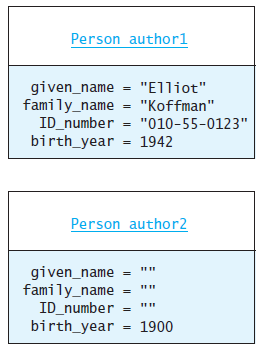 Person author1
given_name = "Elliot"
family_name = "Koffman"
ID_number = "010-55-0123"
birth_year = 1942
Person author2
given_name = ""
family_name = ""
ID_number = ""
birth_year = 1900